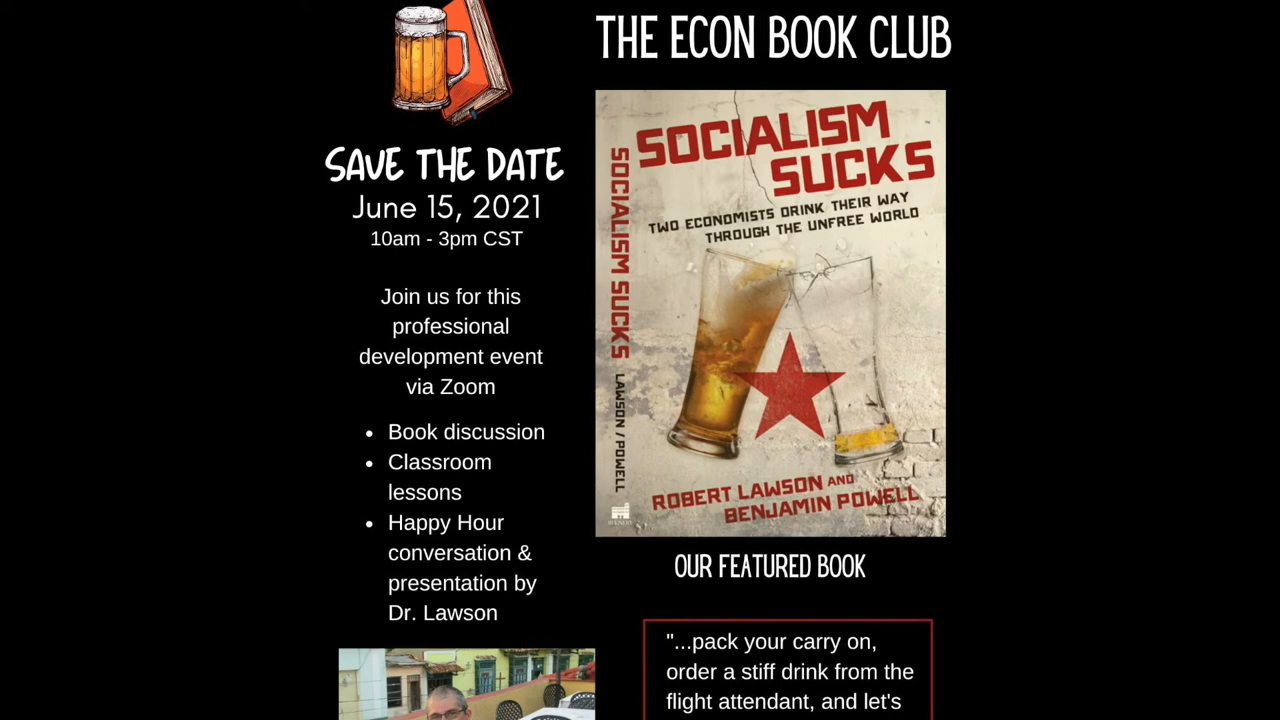 THE ECON BOOK CLUB
SAVE THE DATE
June 15, 2021
10am - 3pm CST
Join us for this
professional
development event
via Zoom
• Book discussion
• Classroom
lessons
• Happy Hour
conversation &
presentation by
Dr. Lawson
SOCIALISM SUCKS
LAWSON / POWELL
REGNERY
SOCIALISM
SUCKS
TWO ECONOMISTS DRINK THEIR WAY
THROUGH THE UNFREE WORLD
ROBERT LAWSON AND
BENJAMIN POWELL
OUR FEATURED BOOK
"...pack your carry on,
order a stiff drink from the
flight attendant, and let's